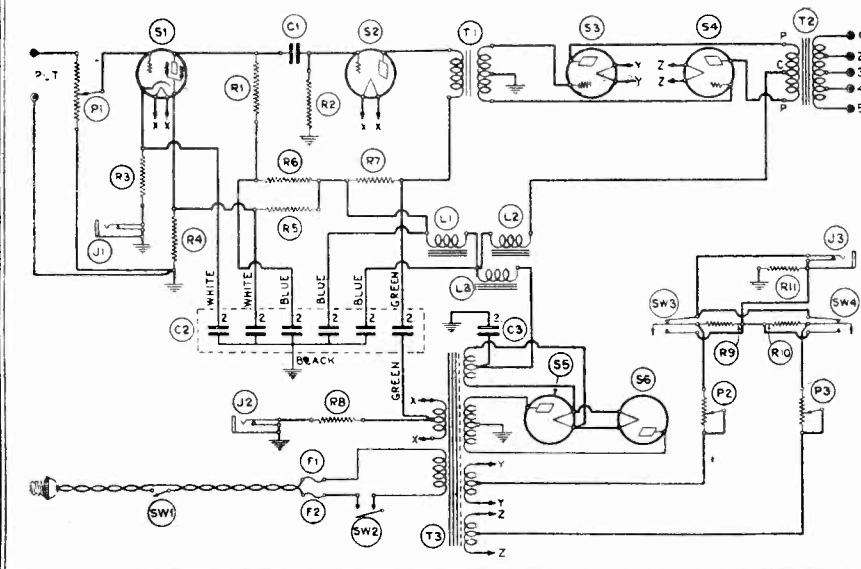 S1
C1
S2
T1
S3
S4
T2
P
Y
Z
C
1
2
3
4
5
P1
R1
R2
Y
Z
P
X X
X X
R3
R6
R7
R5
L1
L2
J1
R4
L3
J3
R11
WHITE
WHITE
BLUE
BLUE
BLUE
GREEN
SW3
SW4
C2
2
2
2
2
2
2
2
C3
R9
R10
BLACK
GREEN
S5
S6
P2
P3
J2
R8
X
X
F1
Y
SW1
F2
SW2
Y
Z
T3
Z